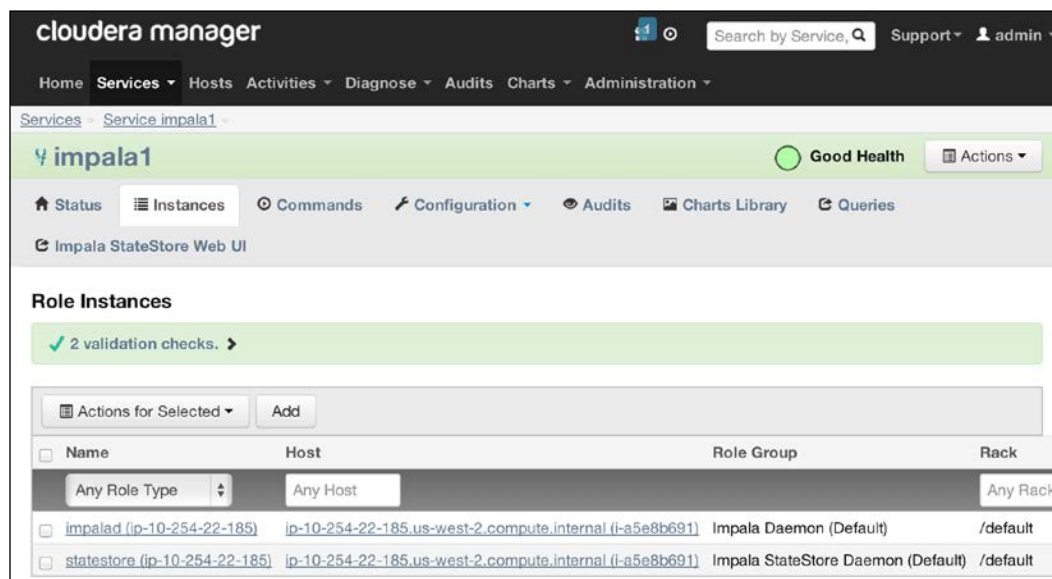 cloudera manager
1
Search by Service,
Support
admin
Home Services Hosts Activities Diagnose Audits Charts Administration
Services Service impala1
impala1
Good Health
Actions
Status Instances Commands Configuration Audits Charts Library Queries
Impala StateStore Web UI
Role Instances
2 validation checks.
Actions for Selected Add
Name Host Role Group Rack
Any Role Type Any Host Any Rack
impalad (ip-10-254-22-185) ip-10-254-22-185.us-west-2.compute.internal (i-a5e8b691) Impala Daemon (Default) /default
statestore (ip-10-254-22-185) ip-10-254-22-185.us-west-2.compute.internal (i-a5e8b691) Impala StateStore Daemon (Default) /default